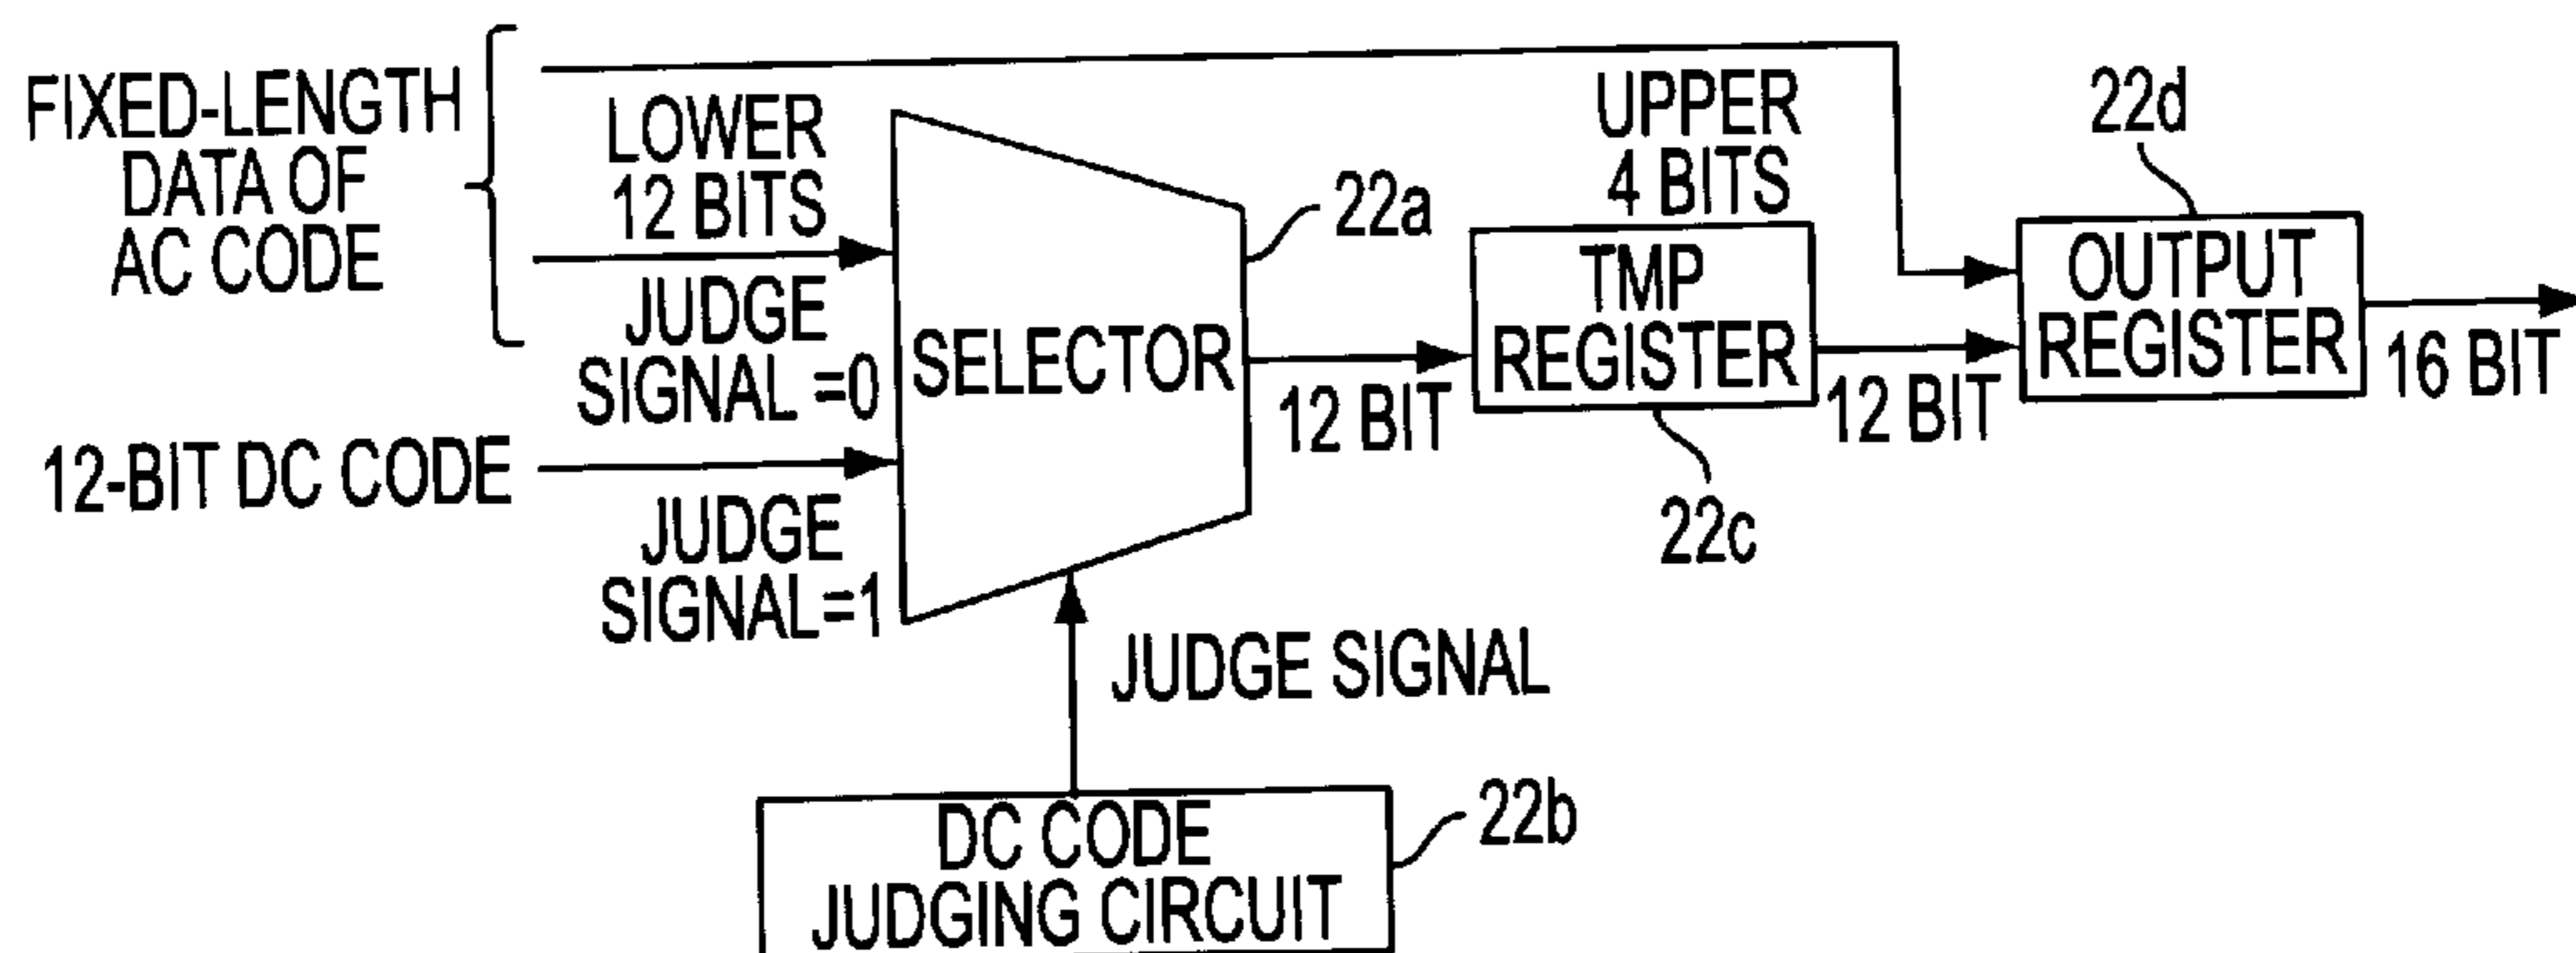 FIXED-LENGTH
DATA OF
AC CODE
LOWER
12 BITS
JUDGE
SIGNAL =0
12-BIT DC CODE
JUDGE
SIGNAL=1
SELECTOR
22a
12 BIT
UPPER
4 BITS
TMP
REGISTER
22c
12 BIT
22d
OUTPUT
REGISTER
16 BIT
JUDGE SIGNAL
DC CODE
JUDGING CIRCUIT
22b